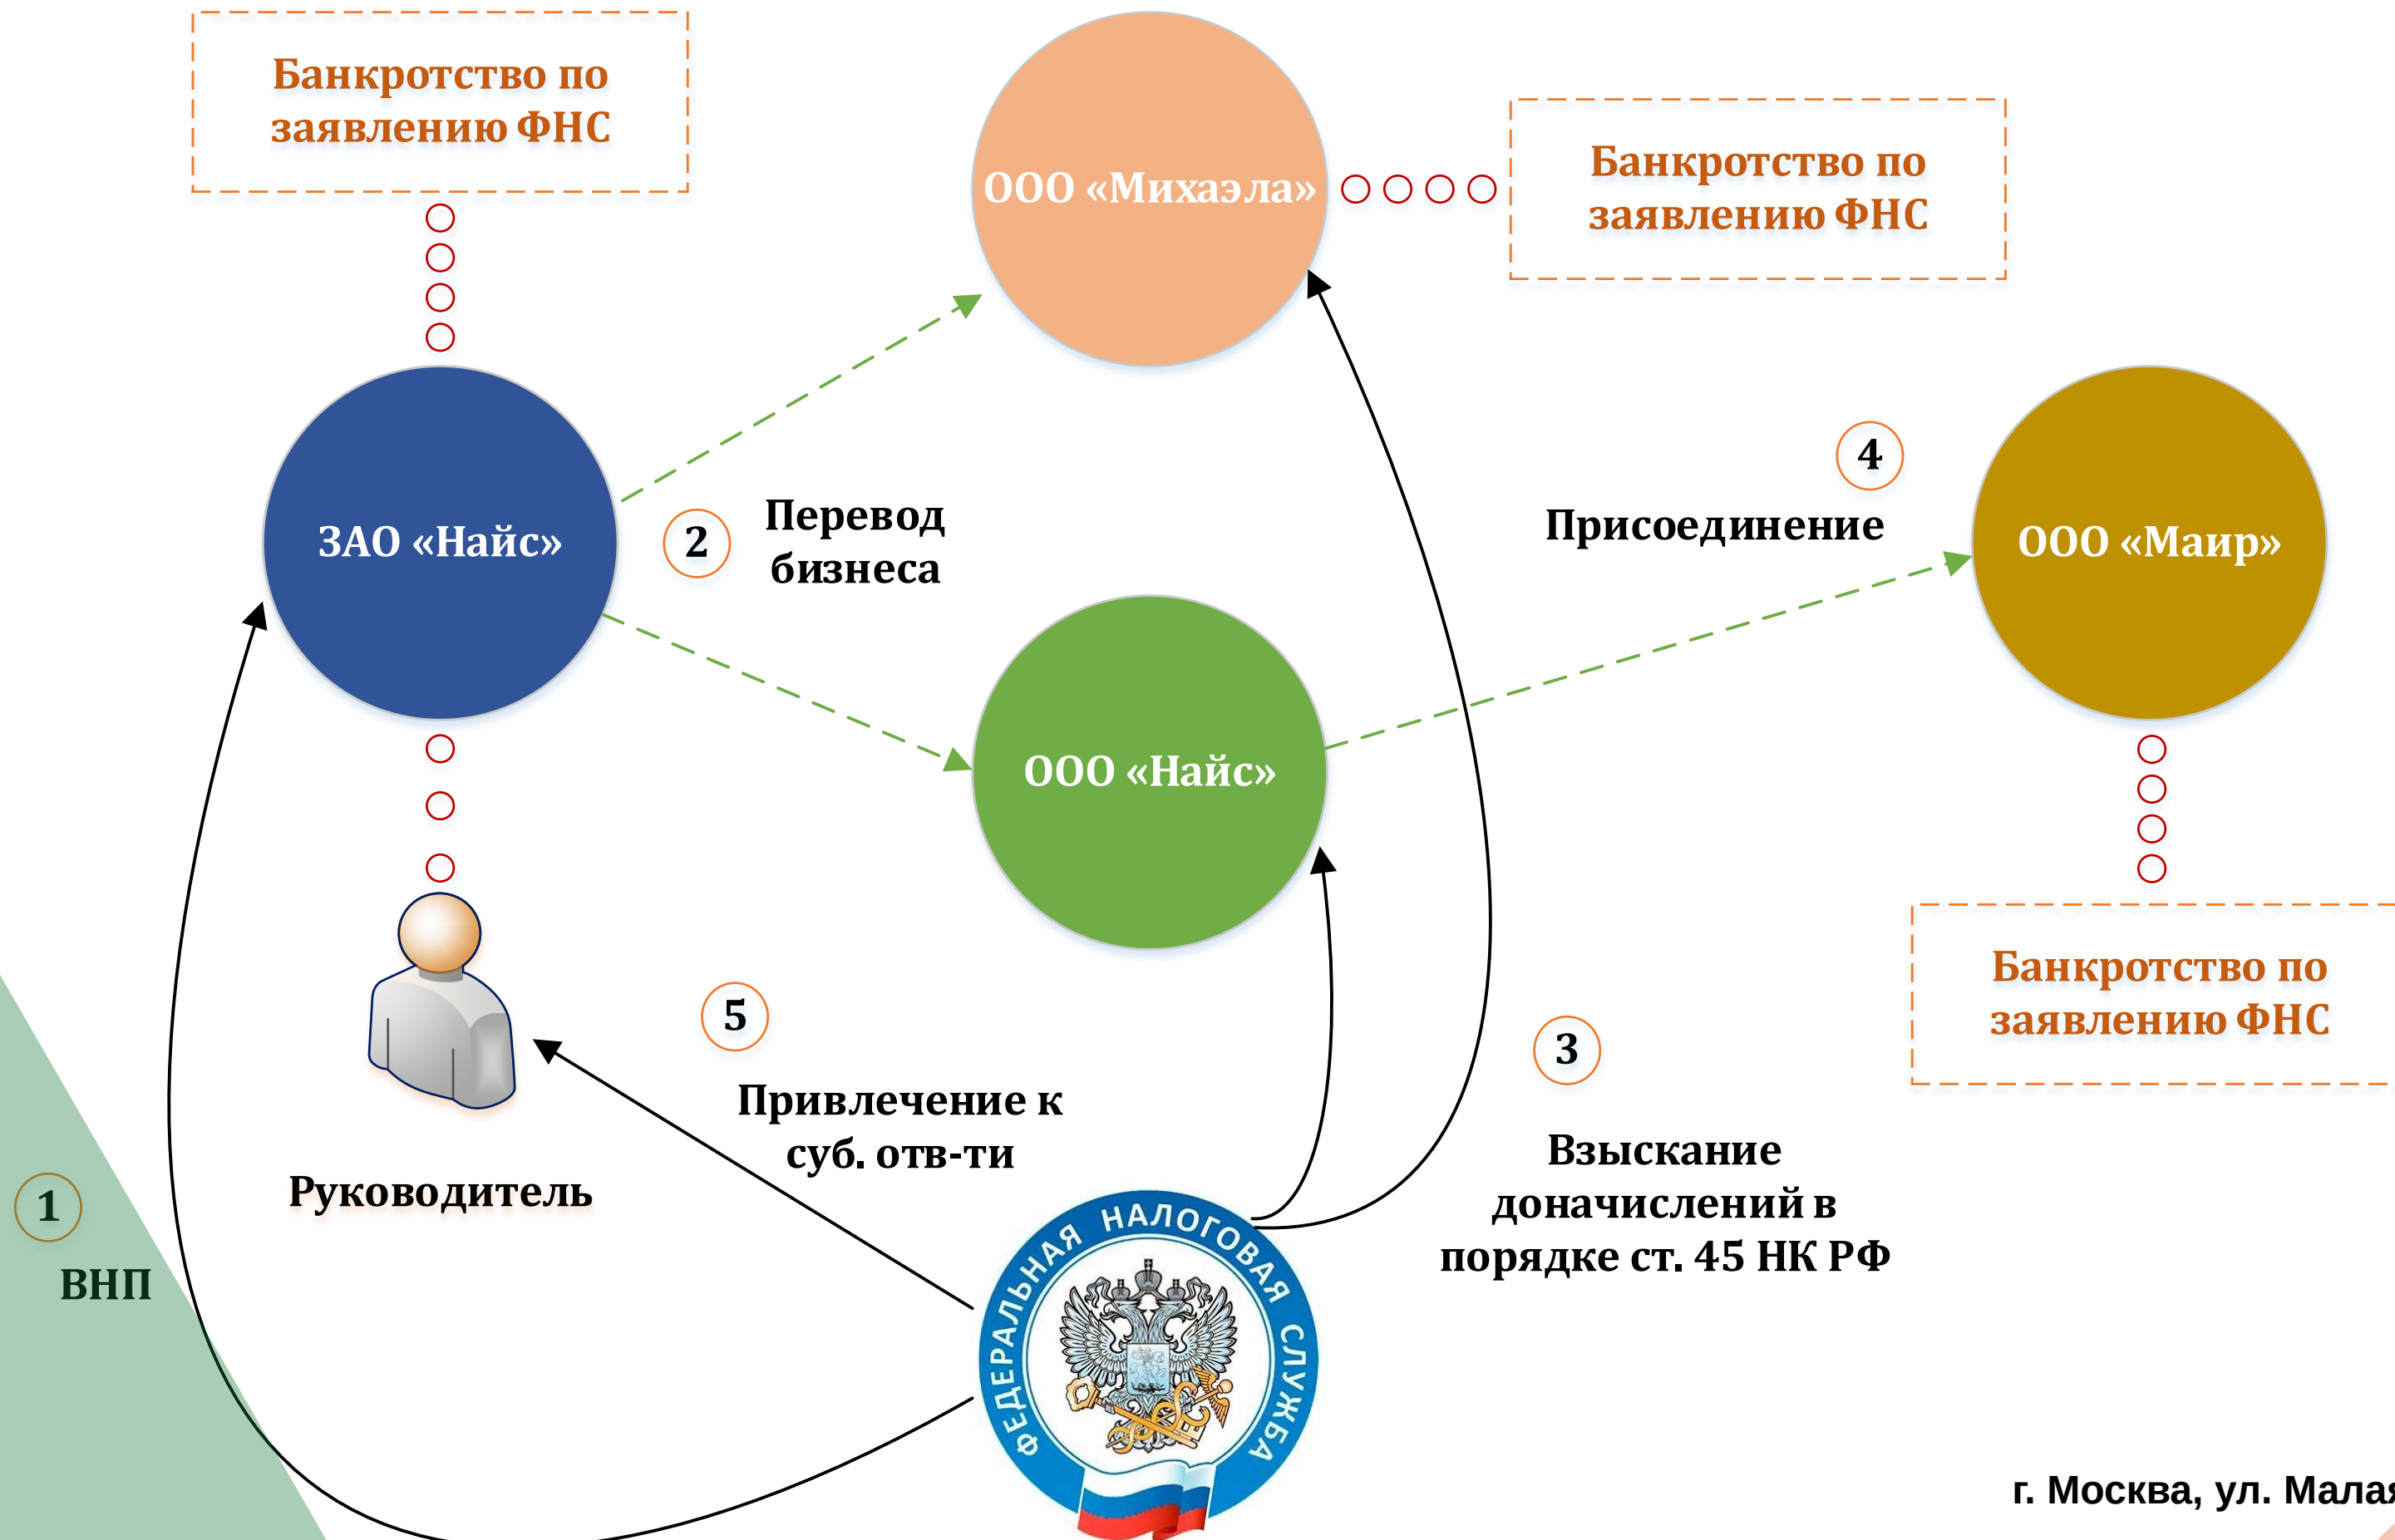 Банкротство по
заявлению ФНС
ООО «Михаэла»
Банкротство по
заявлению ФНС
ЗАО «Найс»
2
Перевод
бизнеса
4
Присоединение
ООО «Маир»
ООО «Найс»
Банкротство по
заявлению ФНС
5
Привлечение к
суб. отв-ти
3
Взыскание
доначислений в
порядке ст. 45 НК РФ
Руководитель
1
ВНП
ФЕДЕРАЛЬНАЯ НАЛОГОВАЯ СЛУЖБА
г. Москва, ул. Малая